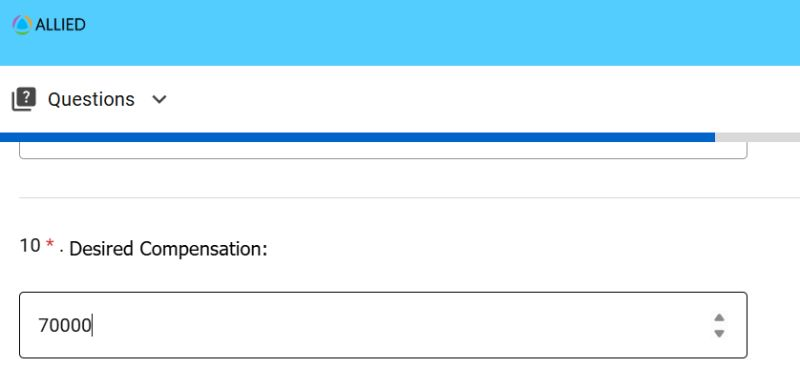 ALLIED
? Questions
10 * . Desired Compensation:
70000